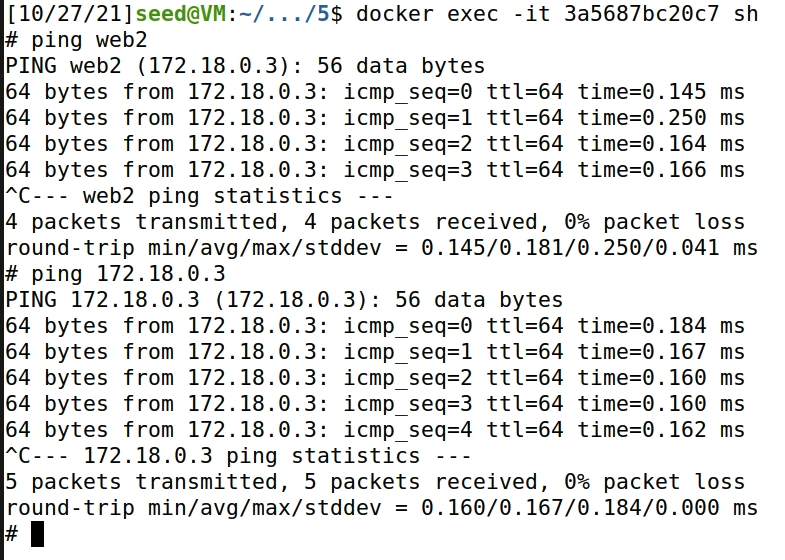 [10/27/21]seed@VM:~/.../5$ docker exec -it 3a5687bc20c7 sh
# ping web2
PING web2 (172.18.0.3): 56 data bytes
64 bytes from 172.18.0.3: icmp_seq=0 ttl=64 time=0.145 ms
64 bytes from 172.18.0.3: icmp_seq=1 ttl=64 time=0.250 ms
64 bytes from 172.18.0.3: icmp_seq=2 ttl=64 time=0.164 ms
64 bytes from 172.18.0.3: icmp_seq=3 ttl=64 time=0.166 ms
^C--- web2 ping statistics ---
4 packets transmitted, 4 packets received, 0% packet loss
round-trip min/avg/max/stddev = 0.145/0.181/0.250/0.041 ms
# ping 172.18.0.3
PING 172.18.0.3 (172.18.0.3): 56 data bytes
64 bytes from 172.18.0.3: icmp_seq=0 ttl=64 time=0.184 ms
64 bytes from 172.18.0.3: icmp_seq=1 ttl=64 time=0.167 ms
64 bytes from 172.18.0.3: icmp_seq=2 ttl=64 time=0.160 ms
64 bytes from 172.18.0.3: icmp_seq=3 ttl=64 time=0.160 ms
64 bytes from 172.18.0.3: icmp_seq=4 ttl=64 time=0.162 ms
^C--- 172.18.0.3 ping statistics ---
5 packets transmitted, 5 packets received, 0% packet loss
round-trip min/avg/max/stddev = 0.160/0.167/0.184/0.000 ms
#